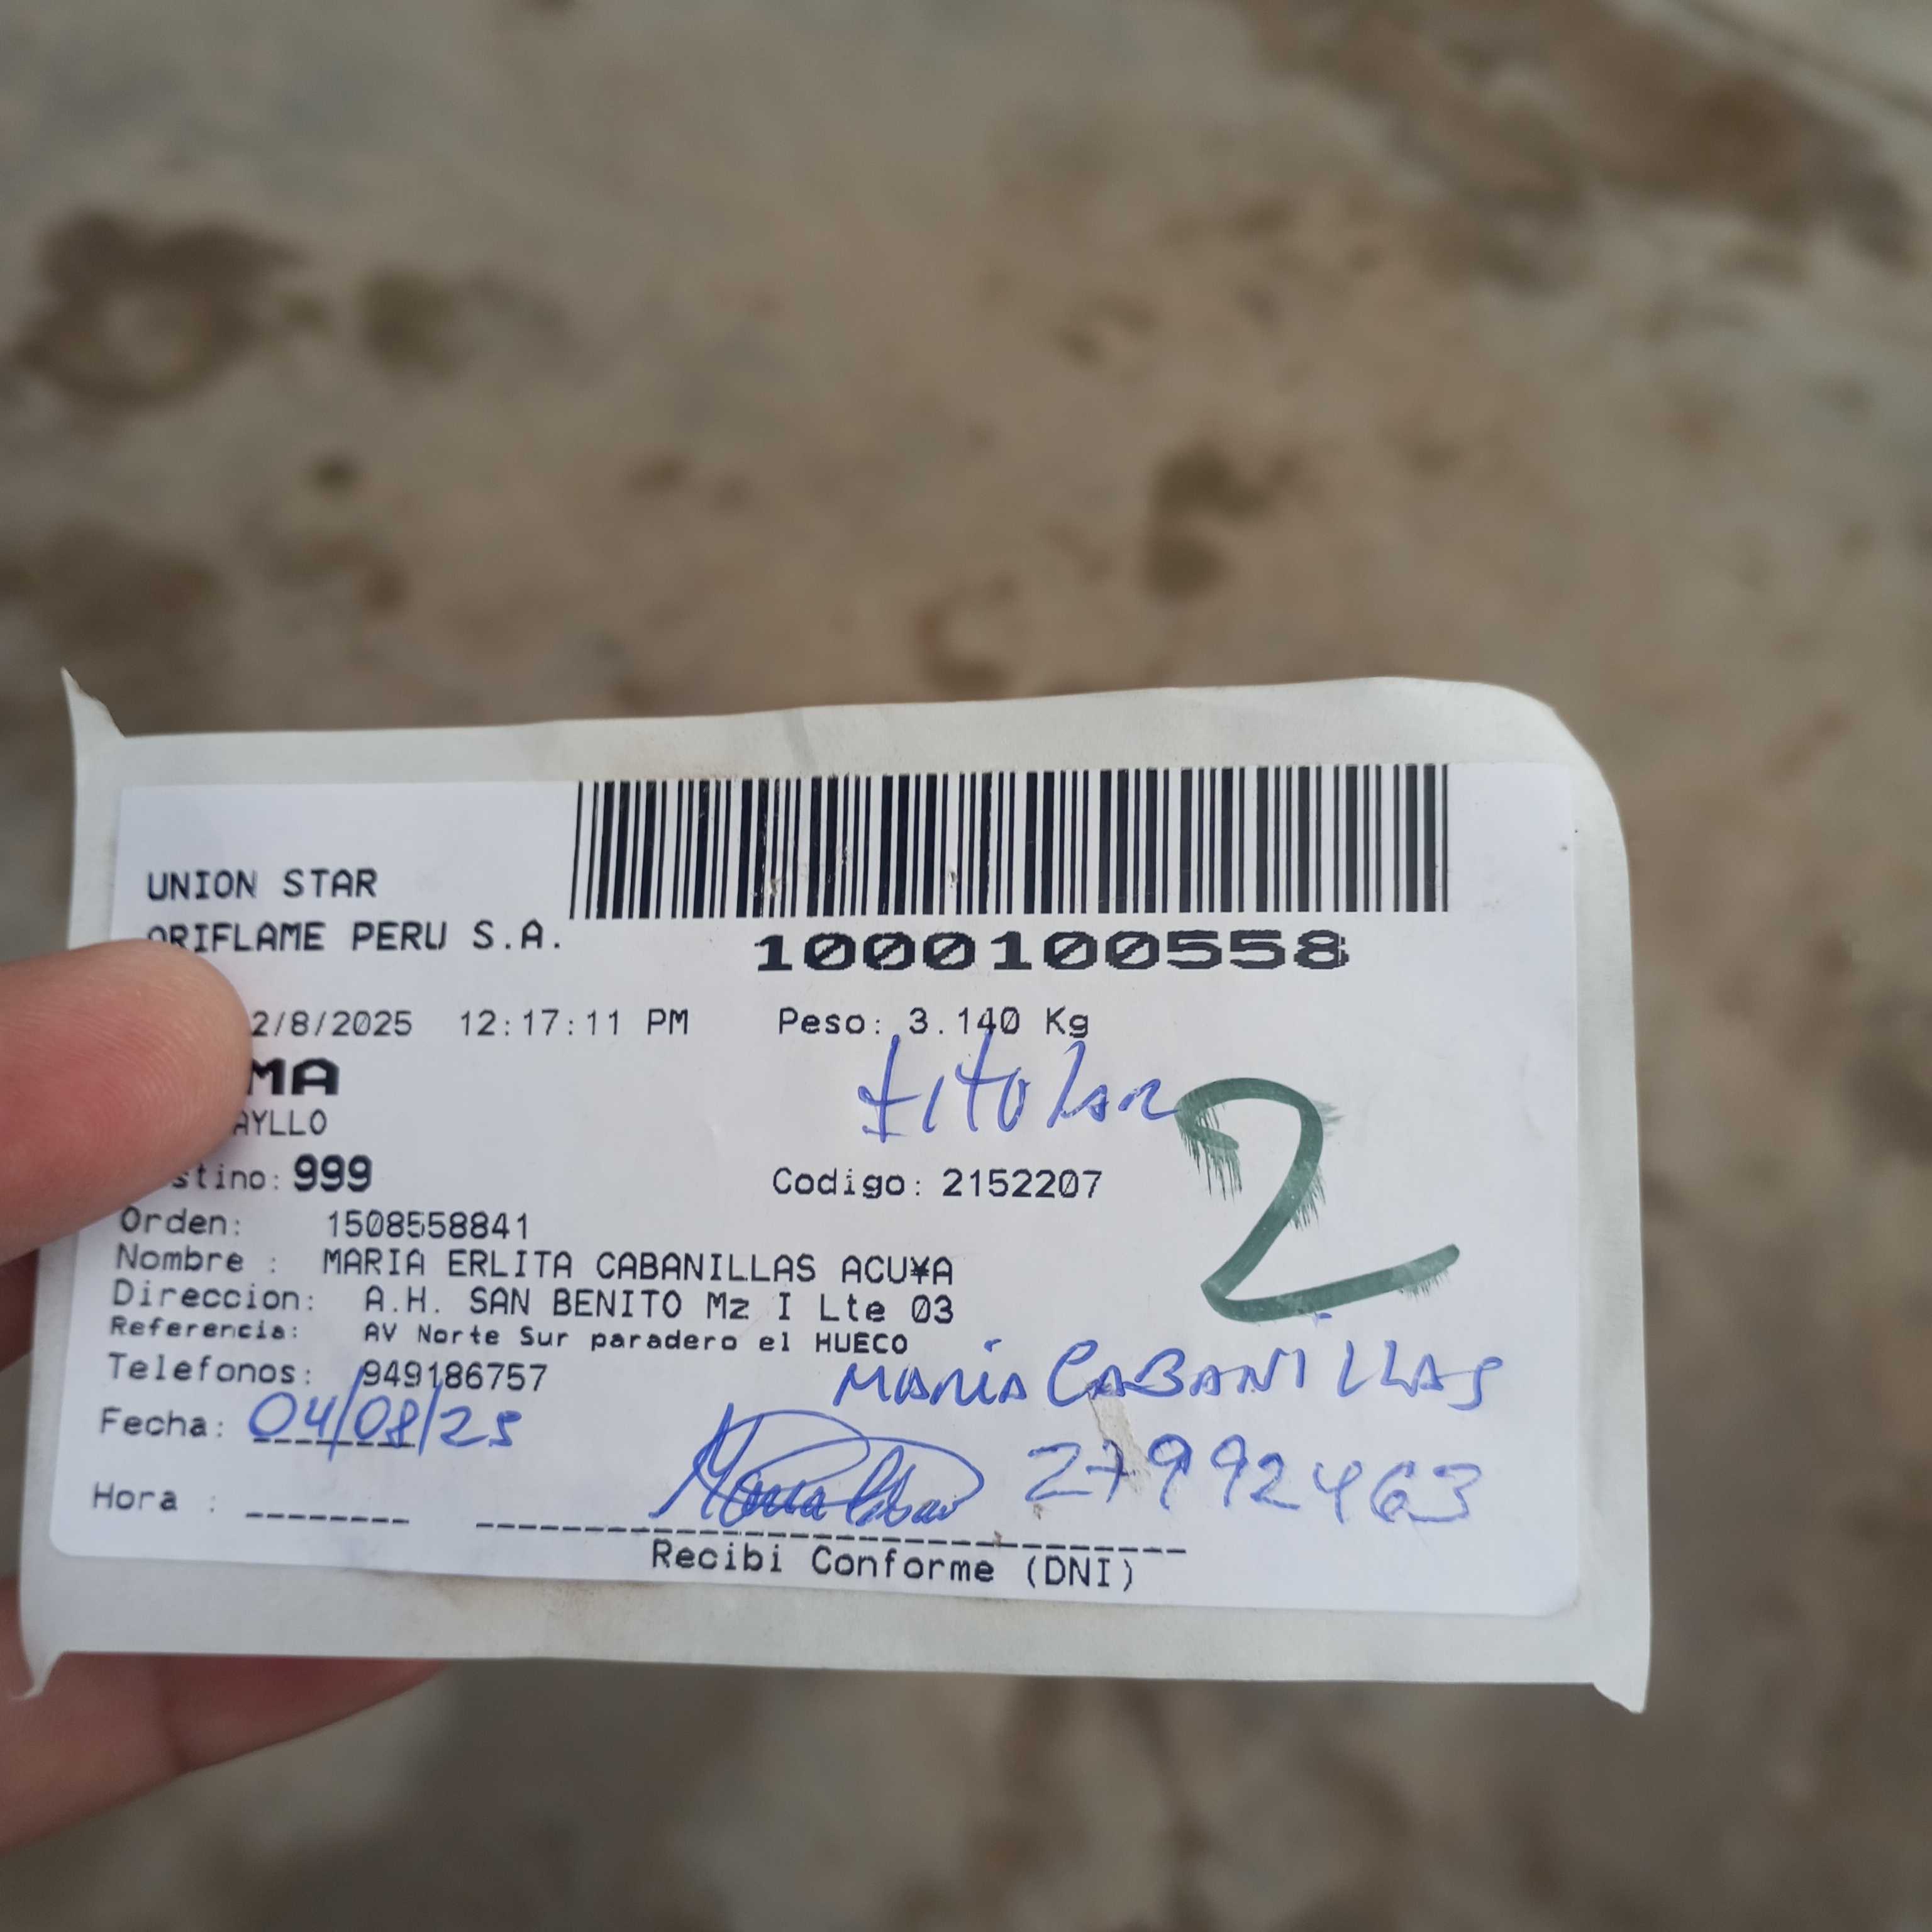 UNION STAR
ORIFLAME PERU S.A.
1000100558
2/8/2025 12:17:11 PM Peso: 3.140 Kg
MA
titular
AYLLO
2
stino: 999 Codigo: 2152207
Orden: 1508558841
Nombre : MARIA ERLITA CABANILLAS ACU¥A
Direccion: A.H. SAN BENITO Mz I Lte 03
Referencia: AV Norte Sur paradero el HUECO
Telefonos: 949186757
MARÍA CABANILLAS
Fecha: 04/08/25
27992463
Hora :
Recibi Conforme (DNI)